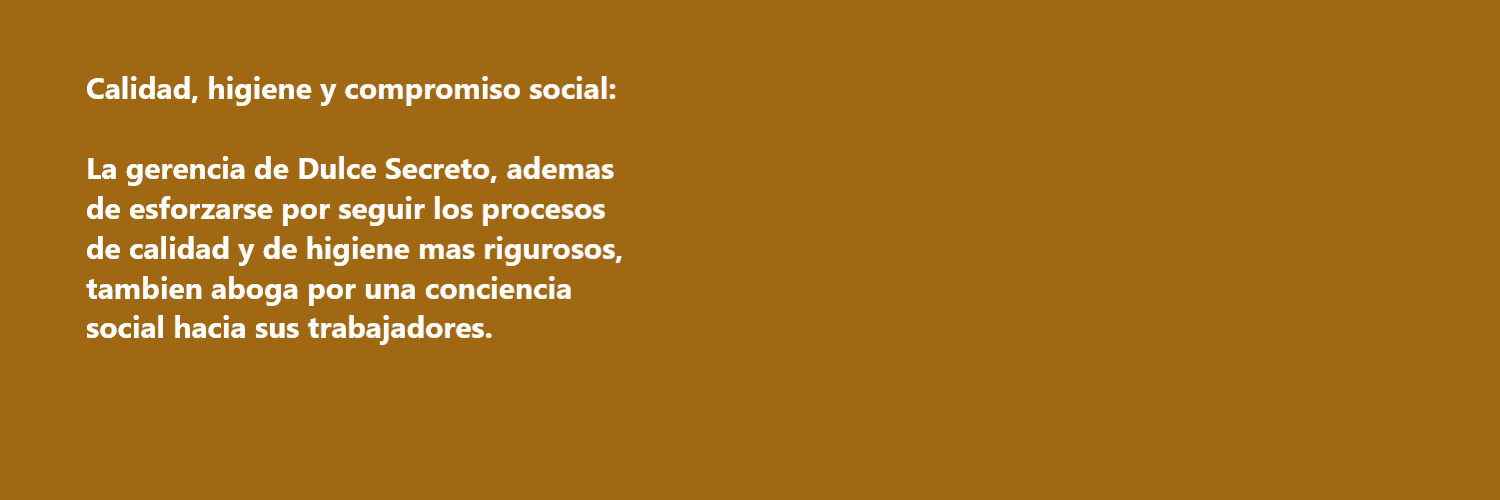 Calidad, higiene y compromiso social:
La gerencia de Dulce Secreto, ademas
de esforzarse por seguir los procesos
de calidad y de higiene mas rigurosos,
tambien aboga por una conciencia
social hacia sus trabajadores.